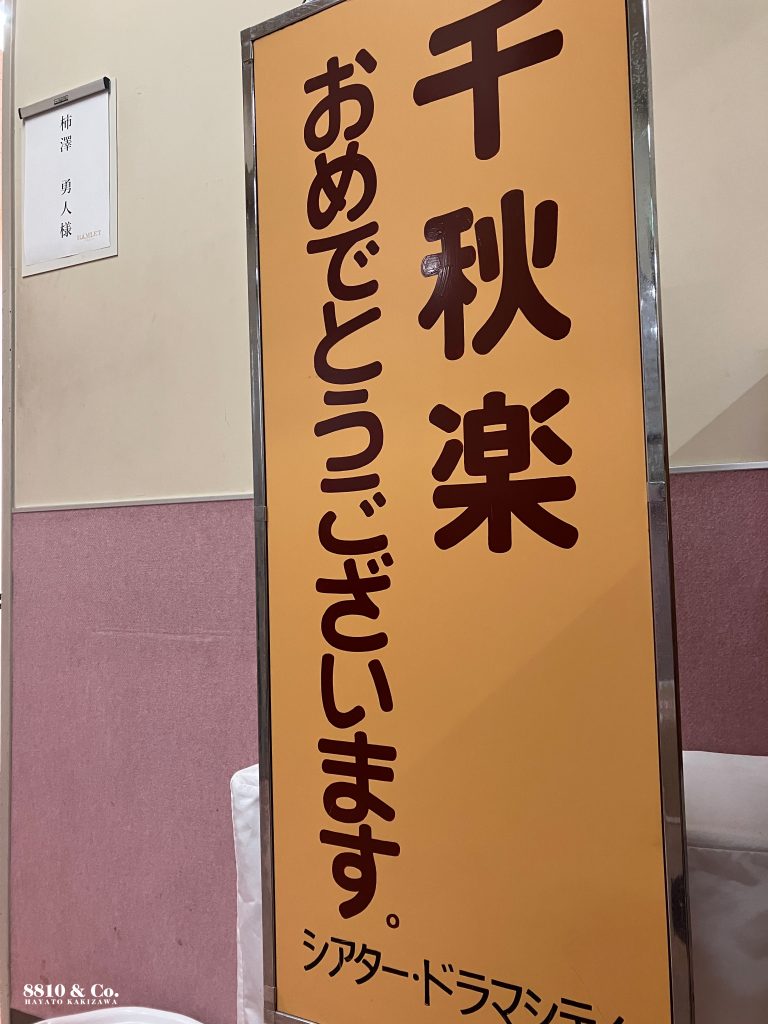 千秋楽
おめでとうございます。
シアター・ドラマシティ
柿澤 勇人様
HAMLET
8810 & Co.
HAYATO KAKIZAWA